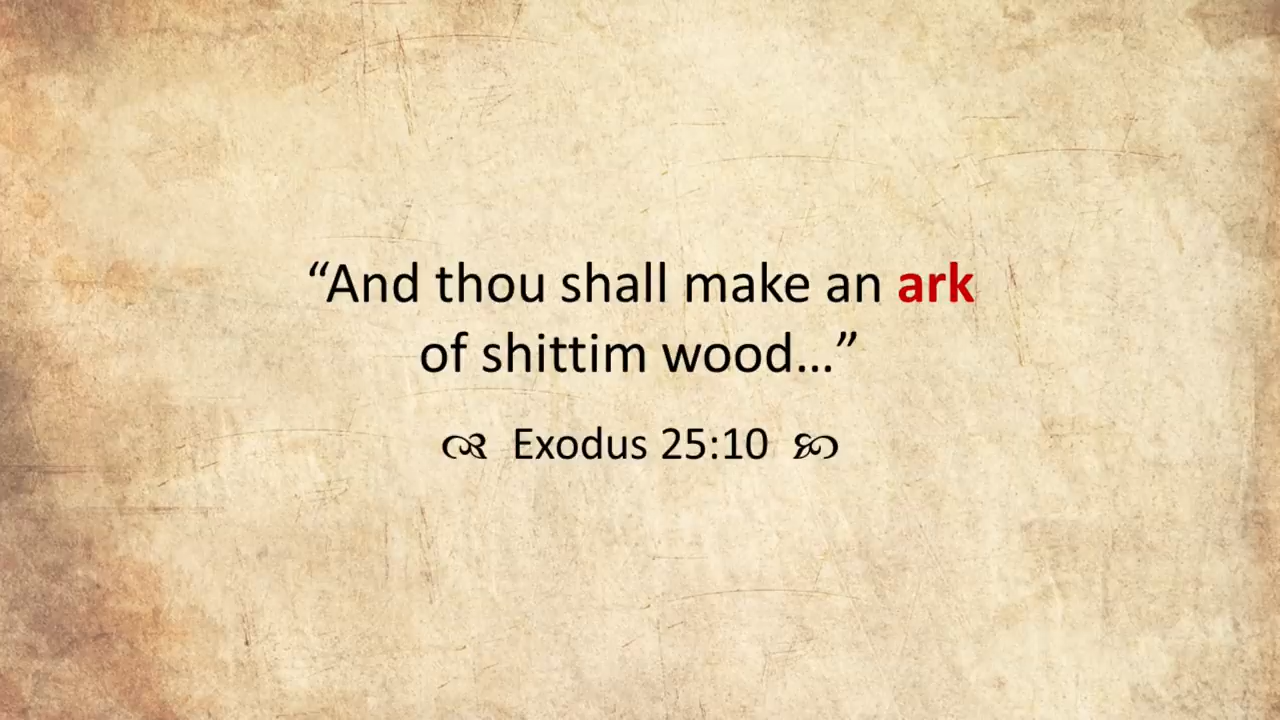 “And thou shall make an ark
of shittim wood…”
Exodus 25:10